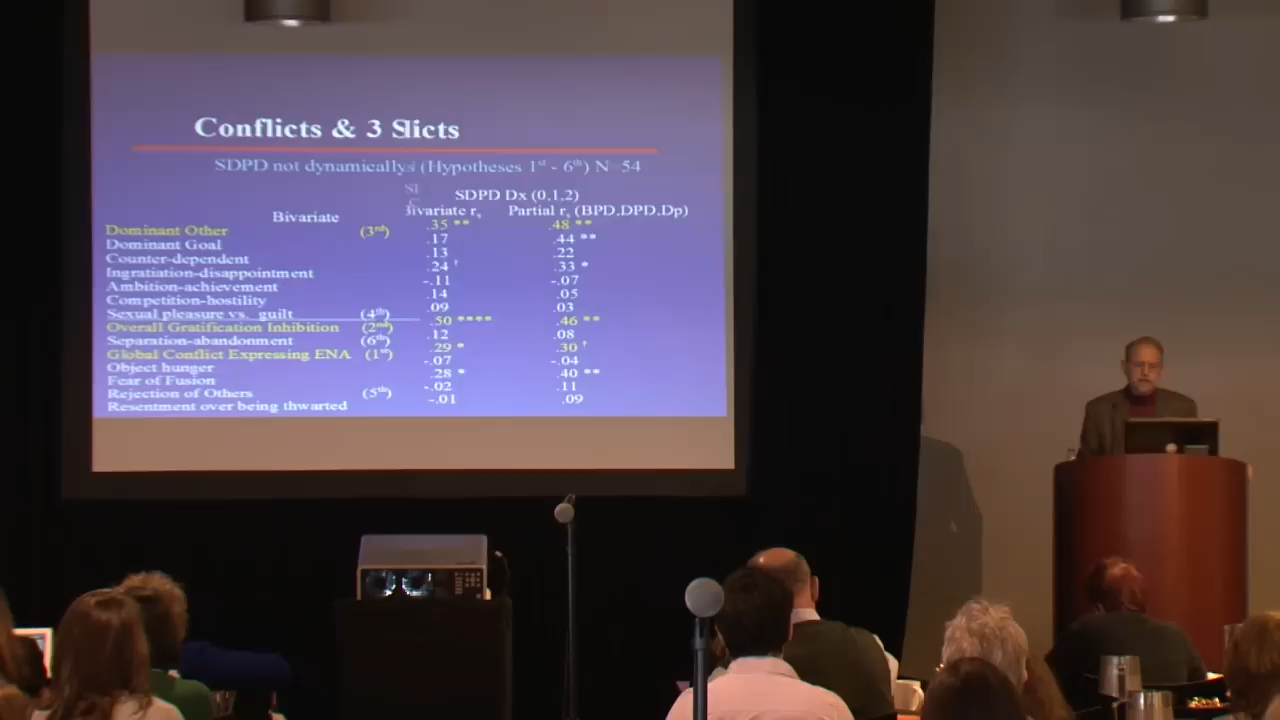 Conflicts & 3
SDPD not dynamically (Hypotheses 1st - 6th) N=54
SDPD Dx (0,1,2)
Bivariate Bivariate rs Partial rs (BPD,DPD,Dp)
Dominant Other (3rd) .35 ** .48 **
Dominant Goal .17 .44 **
Counter-dependent .13 .22
Ingratiation-disappointment .24 † .33 *
Ambition-achievement -.11 -.07
Competition-hostility .14 .05
Sexual pleasure vs. guilt (4th) .09 .03
Overall Gratification Inhibition (2nd) .50 **** .46 **
Separation-abandonment (6th) .12 .08
Global Conflict Expressing ENA (1st) .29 * .30 †
Object hunger -.07 -.04
Fear of Fusion .28 * .40 **
Rejection of Others (5th) -.02 .11
Resentment over being thwarted -.01 .09